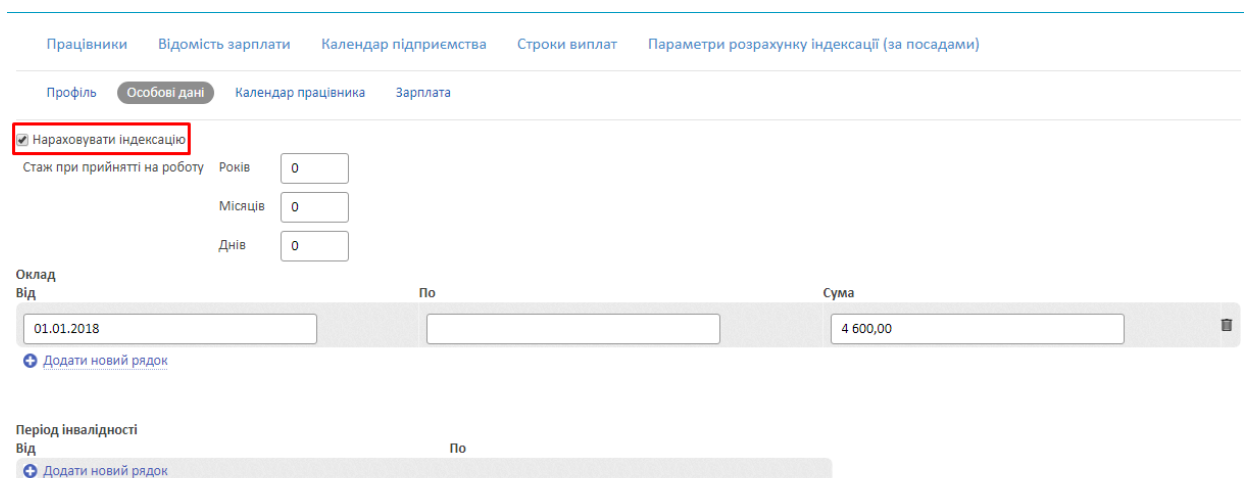 Працівники Відомість зарплати Календар підприємства Строки виплат Параметри розрахунку індексації (за посадами)
Профіль Особові дані Календар працівника Зарплата
Нараховувати індексацію
Стаж при прийнятті на роботу Років 0
Місяців 0
Днів 0
Оклад
Від По Сума
01.01.2018 4 600,00
Додати новий рядок
Період інвалідності
Від По
Додати новий рядок